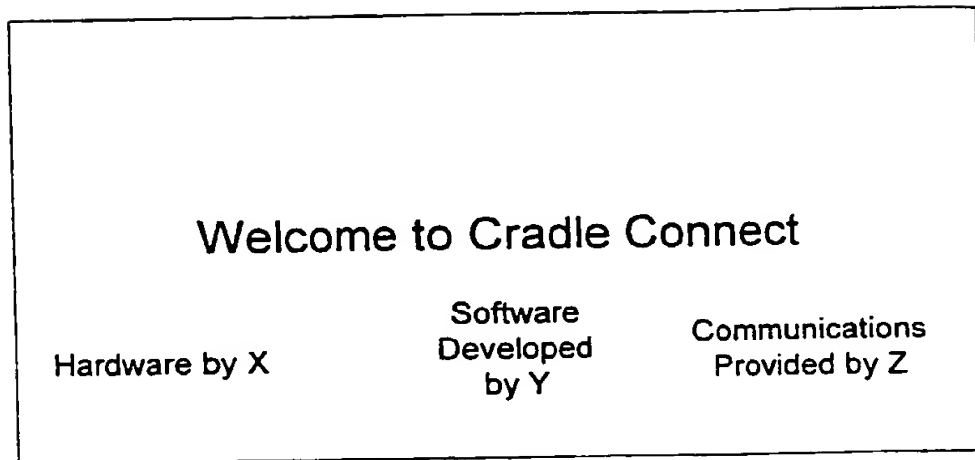 Welcome to Cradle Connect
Hardware by X
Software
Developed
by Y
Communications
Provided by Z